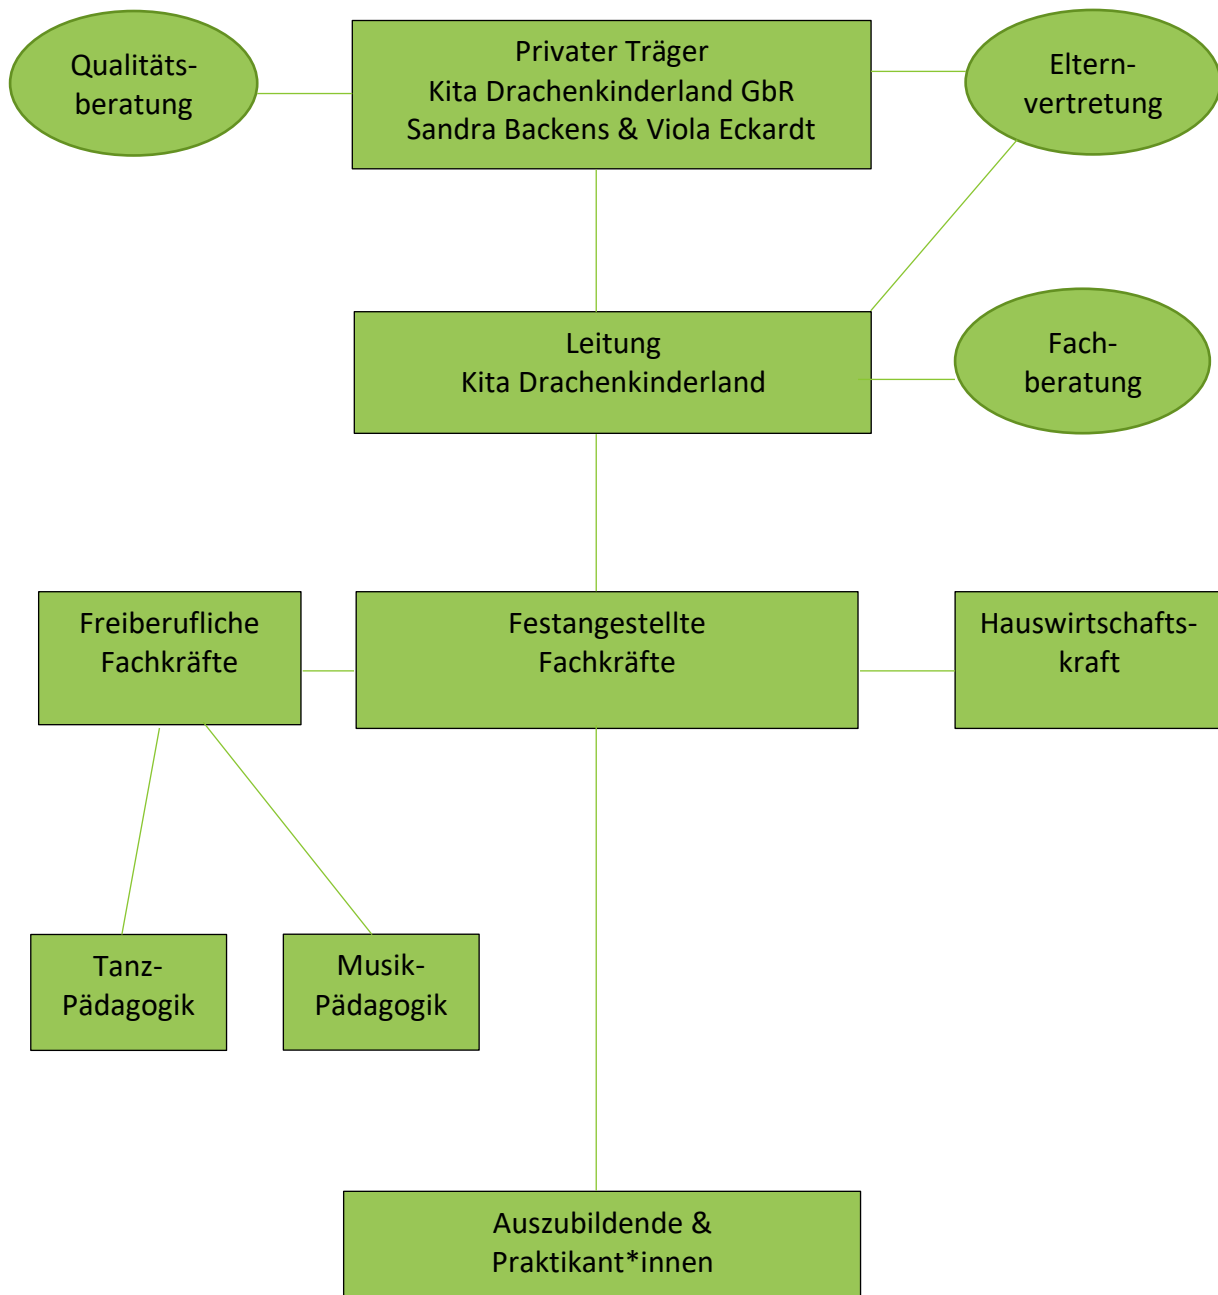 Qualitäts-
beratung
Privater Träger
Kita Drachenkinderland GbR
Sandra Backens & Viola Eckardt
Eltern-
vertretung
Leitung
Kita Drachenkinderland
Fach-
beratung
Freiberufliche
Fachkräfte
Festangestellte
Fachkräfte
Hauswirtschafts-
kraft
Tanz-
Pädagogik
Musik-
Pädagogik
Auszubildende &
Praktikant*innen